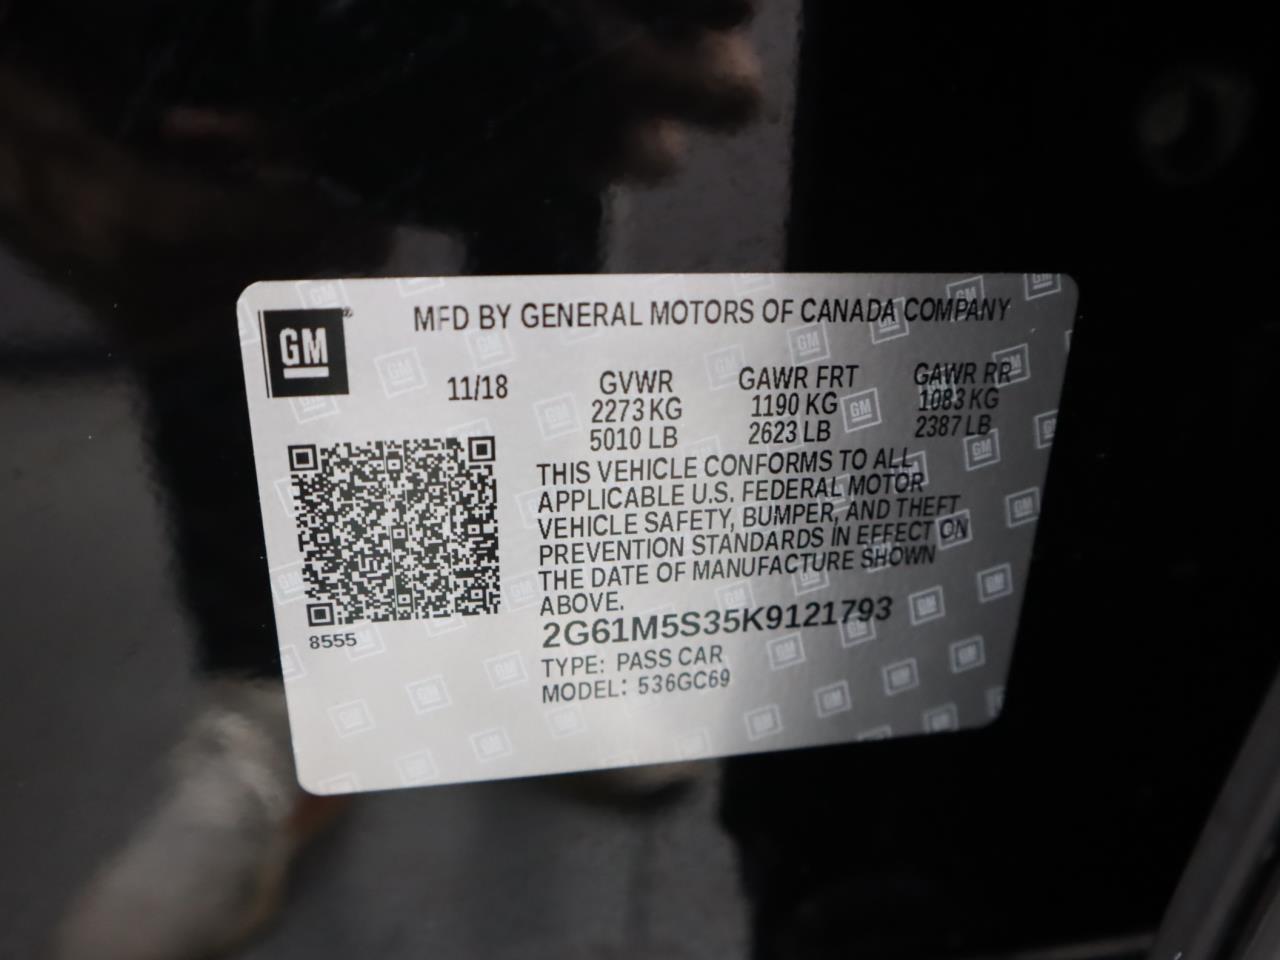 GM®
MFD BY GENERAL MOTORS OF CANADA COMPANY
11/18
GVWR GAWR FRT GAWR RR
2273 KG 1190 KG 1083 KG
5010 LB 2623 LB 2387 LB
THIS VEHICLE CONFORMS TO ALL
APPLICABLE U.S. FEDERAL MOTOR
VEHICLE SAFETY, BUMPER, AND THEFT
PREVENTION STANDARDS IN EFFECT ON
THE DATE OF MANUFACTURE SHOWN
ABOVE.
2G61M5S35K9121793
TYPE: PASS CAR
MODEL: 536GC69
8555